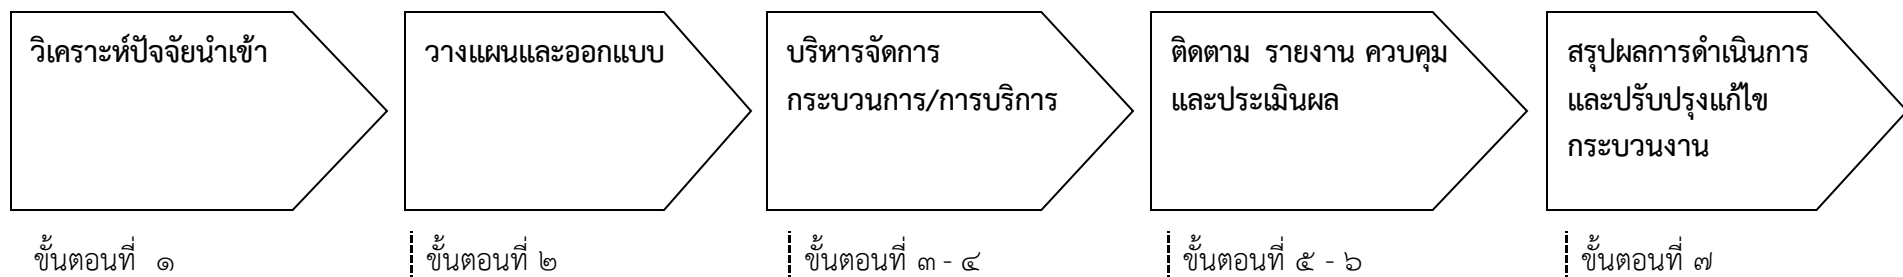 วิเคราะห์ปัจจัยนำเข้า
วางแผนและออกแบบ
บริหารจัดการ
กระบวนการ/การบริการ
ติดตาม รายงาน ควบคุม
และประเมินผล
สรุปผลการดำเนินการ
และปรับปรุงแก้ไข
กระบวนงาน
ขั้นตอนที่ ๑
ขั้นตอนที่ ๒
ขั้นตอนที่ ๓ - ๔
ขั้นตอนที่ ๕ - ๖
ขั้นตอนที่ ๗